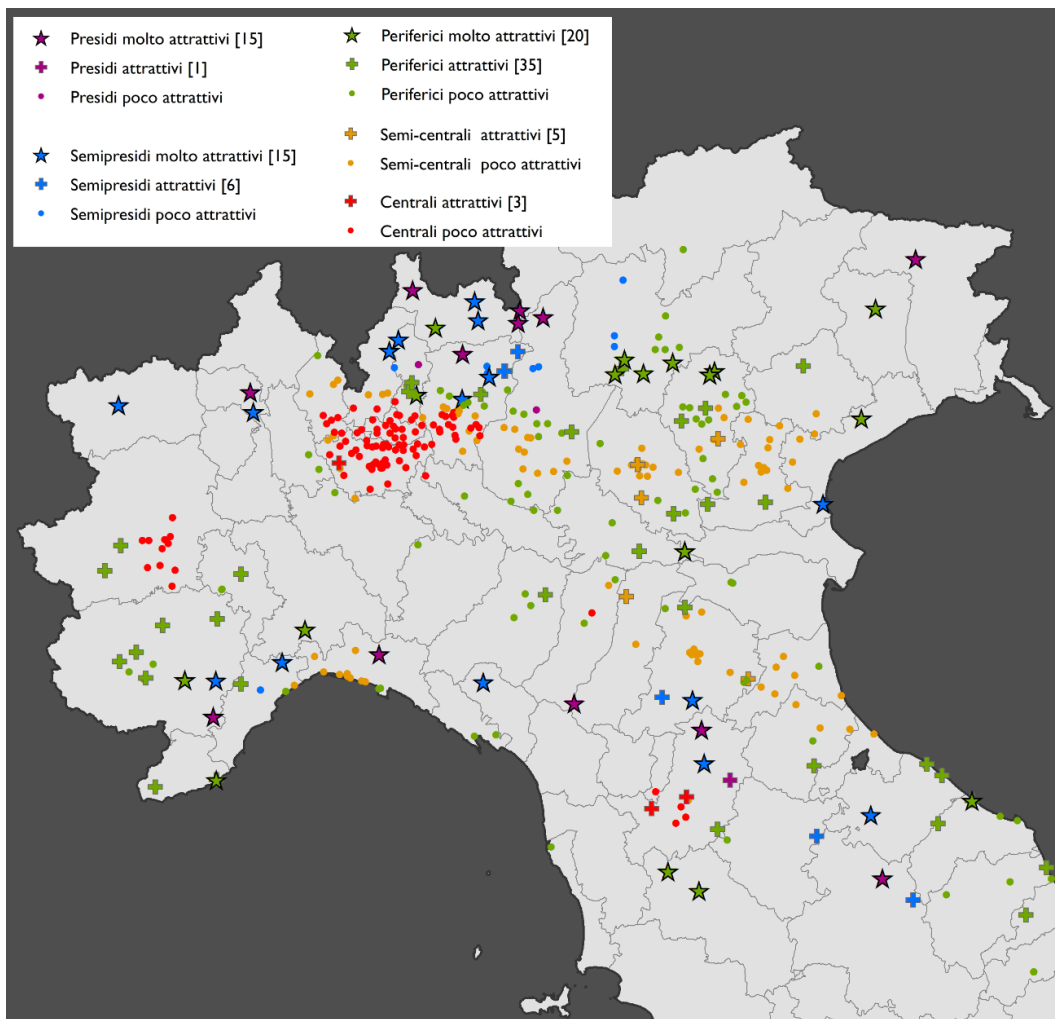 Presidi molto attrattivi [15]
Presidi attrattivi [1]
Presidi poco attrattivi
Semipresidi molto attrattivi [15]
Semipresidi attrattivi [6]
Semipresidi poco attrattivi
Periferici molto attrattivi [20]
Periferici attrattivi [35]
Periferici poco attrattivi
Semi-centrali attrattivi [5]
Semi-centrali poco attrattivi
Centrali attrattivi [3]
Centrali poco attrattivi